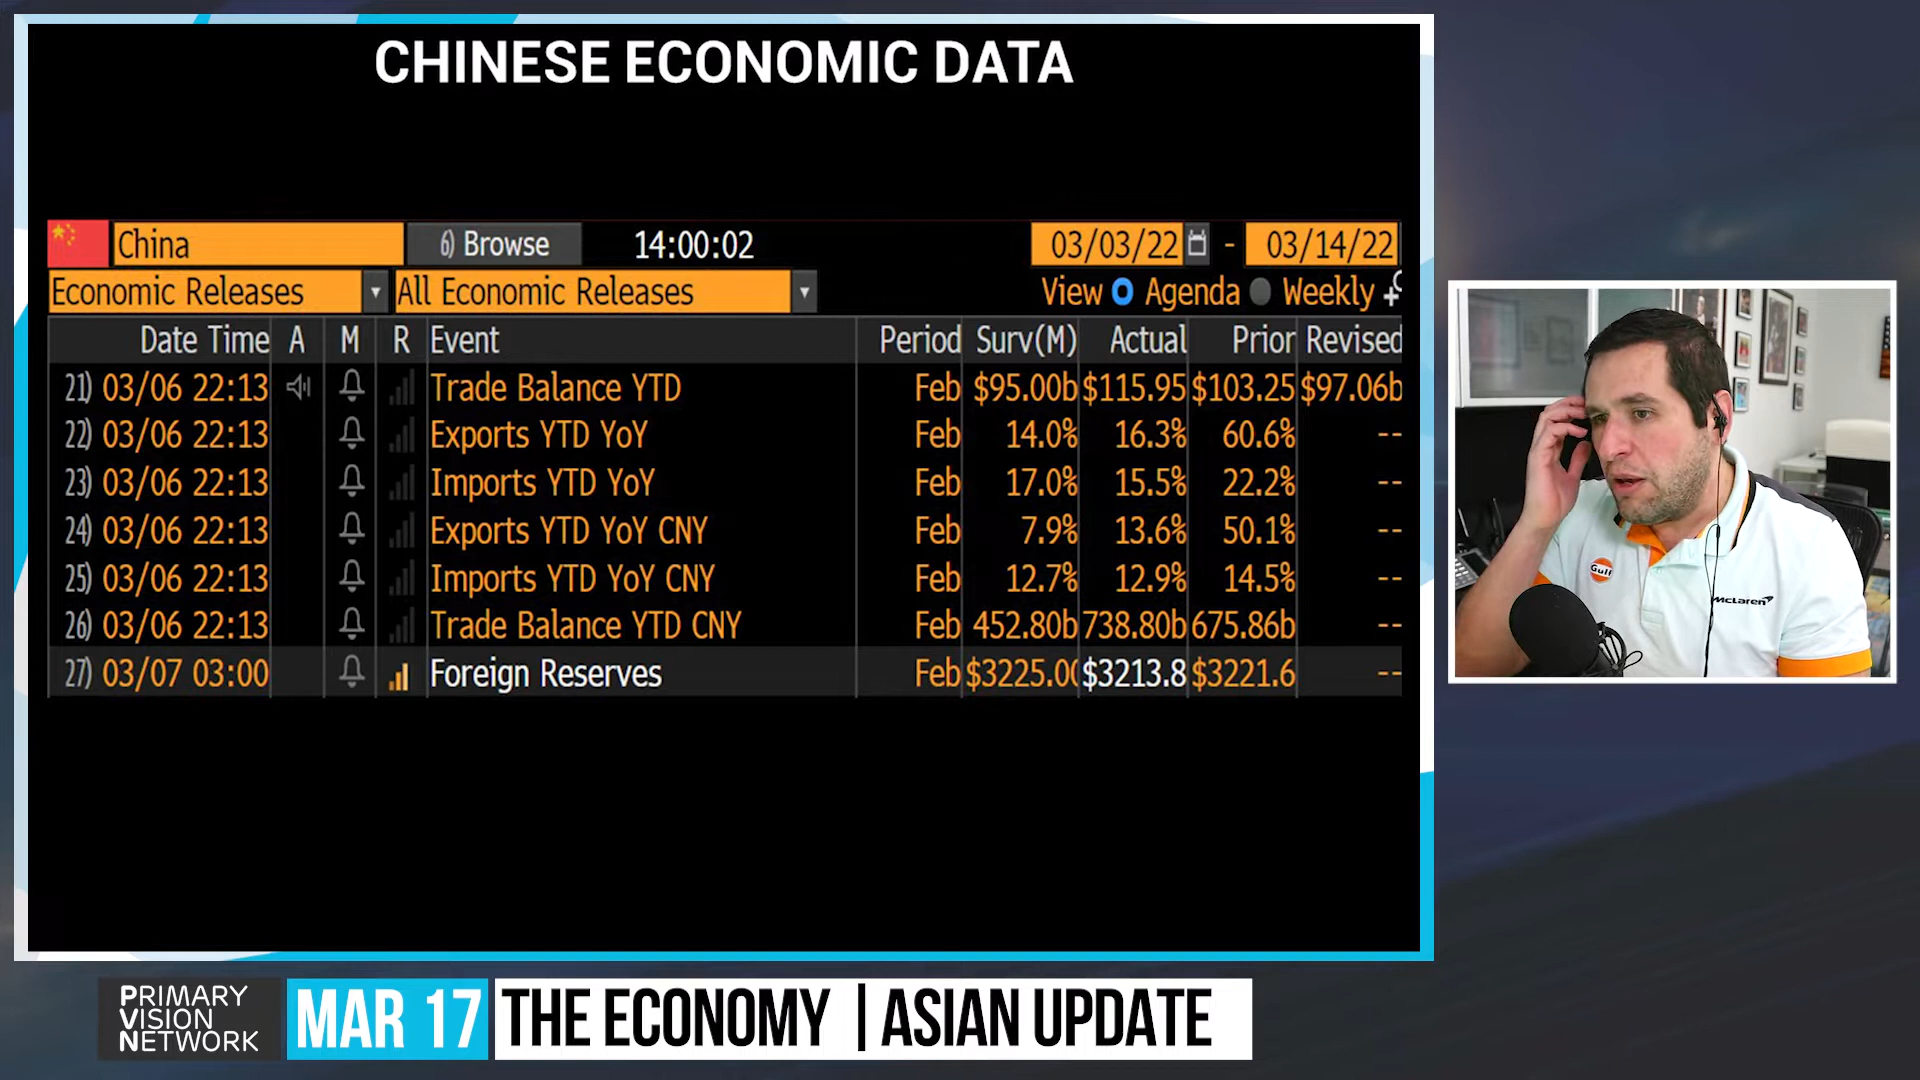 CHINESE ECONOMIC DATA
China 6) Browse 14:00:02 03/03/22 - 03/14/22
Economic Releases All Economic Releases View Agenda Weekly
Date Time A M R Event Period Surv(M) Actual Prior Revised
21) 03/06 22:13 Trade Balance YTD Feb $95.00b $115.95 $103.25 $97.06b
22) 03/06 22:13 Exports YTD YoY Feb 14.0% 16.3% 60.6% --
23) 03/06 22:13 Imports YTD YoY Feb 17.0% 15.5% 22.2% --
24) 03/06 22:13 Exports YTD YoY CNY Feb 7.9% 13.6% 50.1% --
25) 03/06 22:13 Imports YTD YoY CNY Feb 12.7% 12.9% 14.5% --
26) 03/06 22:13 Trade Balance YTD CNY Feb 452.80b 738.80b 675.86b --
27) 03/07 03:00 Foreign Reserves Feb $3225.0 $3213.8 $3221.6 --
Gulf
McLaren
PRIMARY
VISION
NETWORK
MAR 17 THE ECONOMY | ASIAN UPDATE